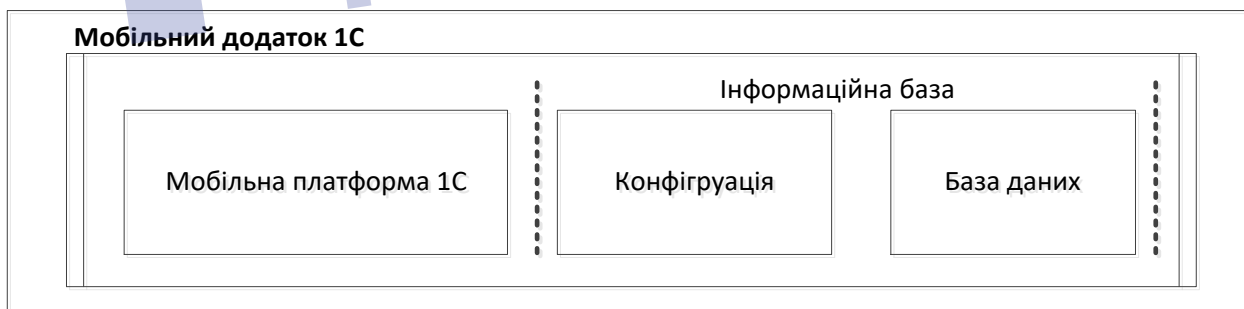 Мобільний додаток 1С
Інформаційна база
Мобільна платформа 1С
Конфігруація
База даних